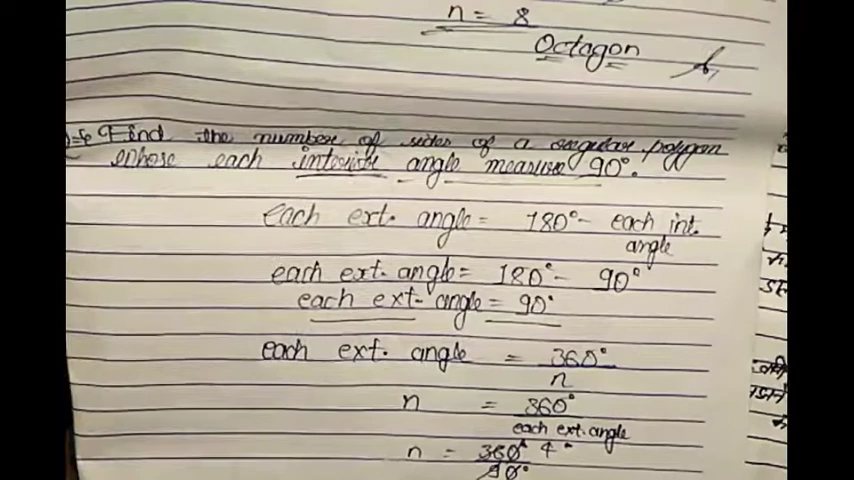 n = 8
Octagon
Find the number of sides of a regular polygon
whose each interior angle measure 90°.
each ext. angle = 180° - each int.
angle
each ext. angle = 180° - 90°
each ext. angle = 90°
each ext. angle = 360°
n
n = 360°
each ext. angle
n = 360° 4°
90°